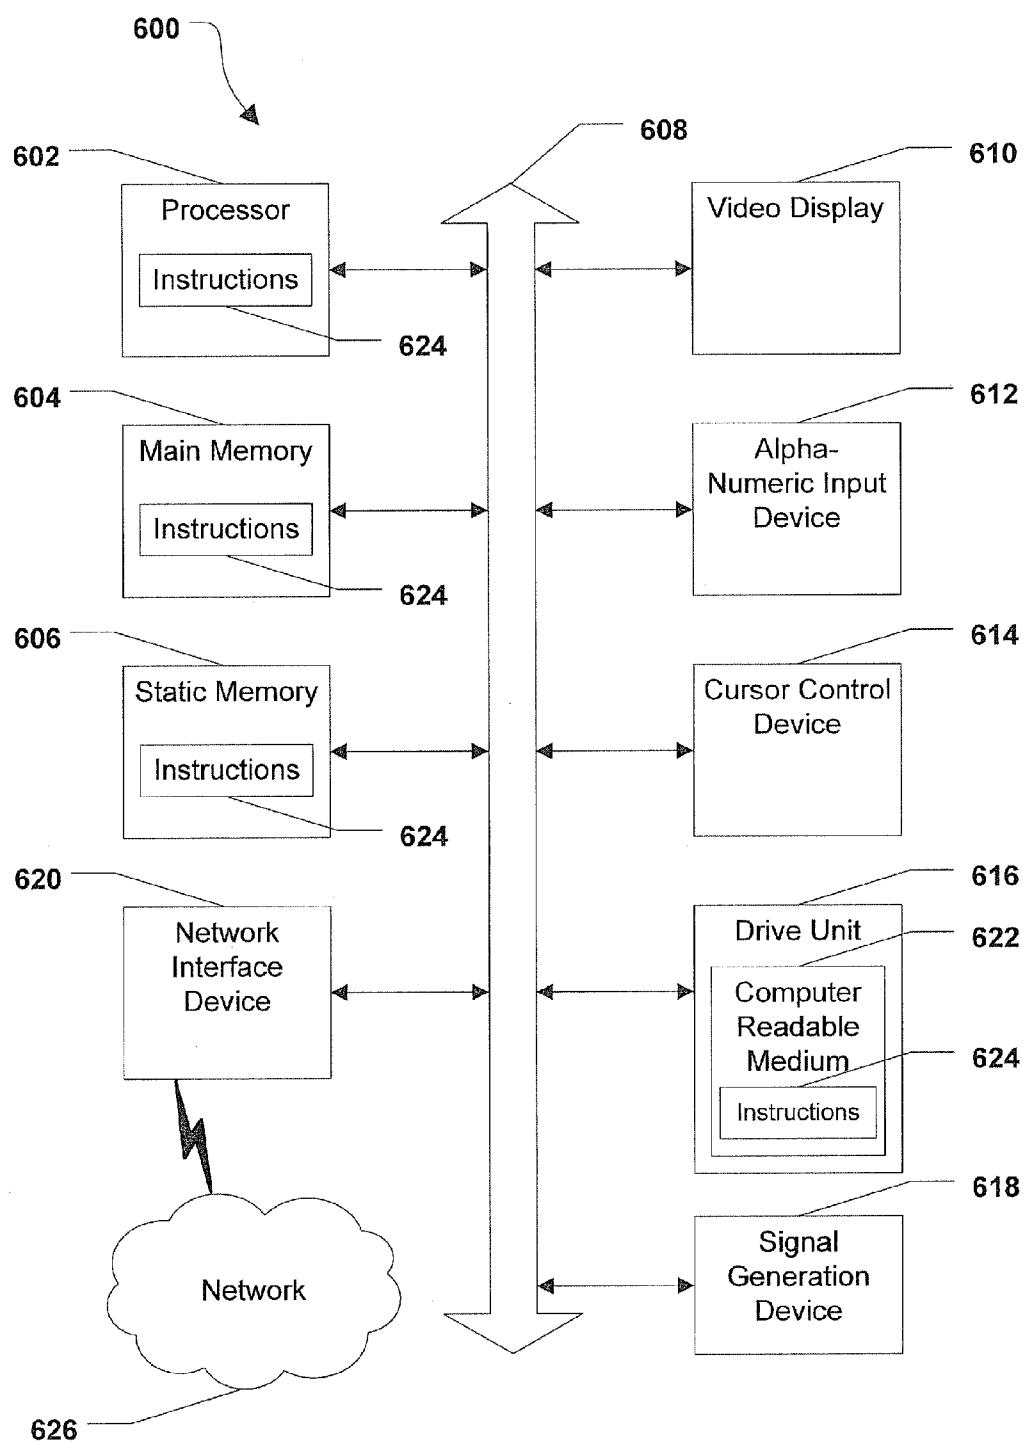 600
608
602
610
Processor
Video Display
Instructions
624
604
612
Main Memory
Alpha-
Numeric Input
Device
Instructions
624
606
614
Static Memory
Cursor Control
Device
Instructions
624
620
616
Network
Interface
Device
Drive Unit
622
Computer
Readable
Medium
624
Instructions
618
Signal
Generation
Device
Network
626